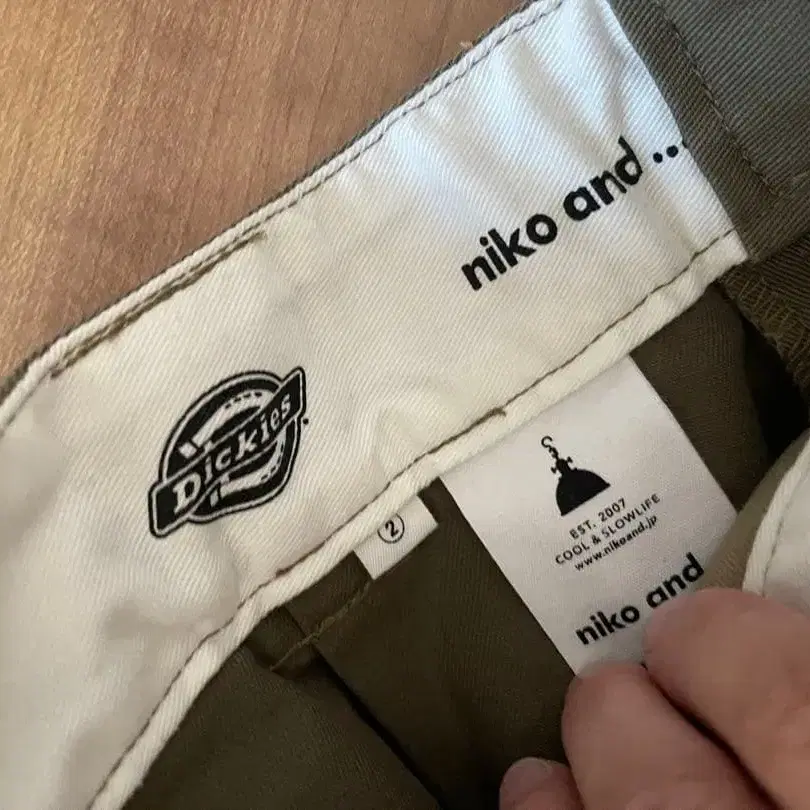 niko and ...
Dickies
2
EST. 2007
COOL & SLOWLIFE
www.nikoand.jp
niko and